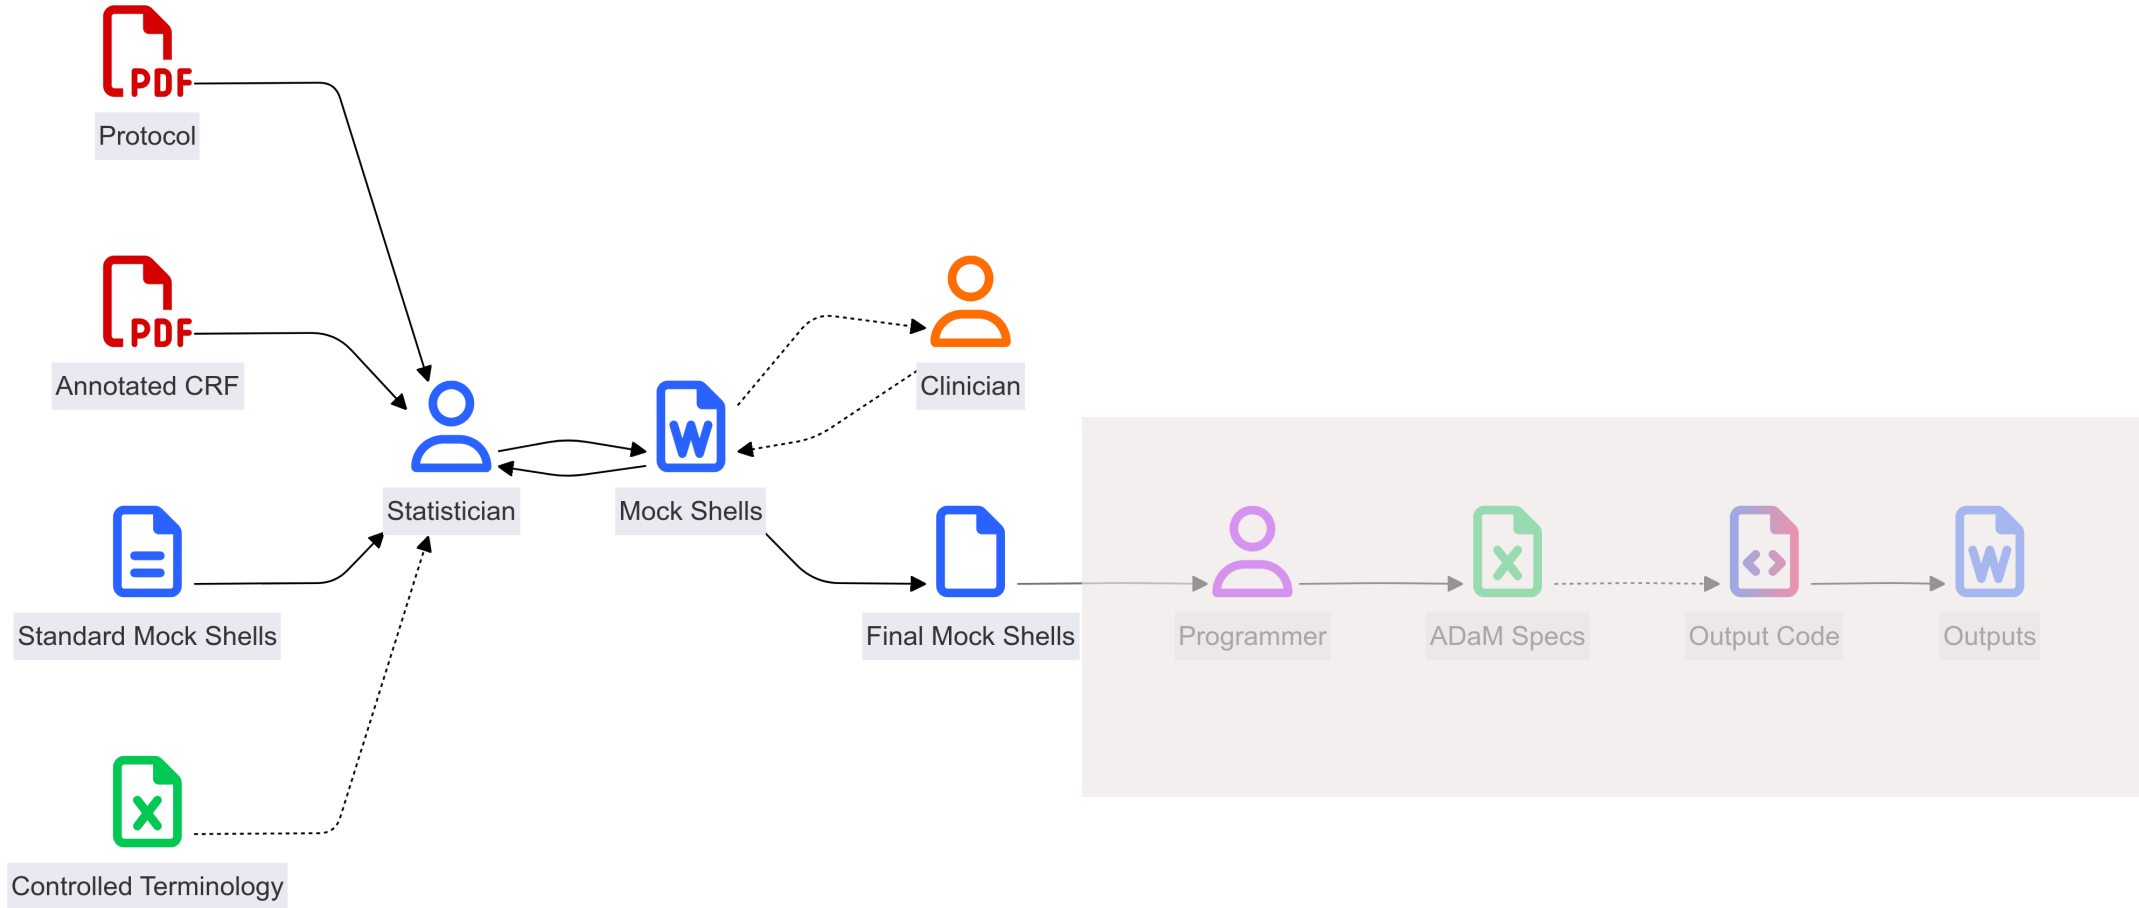 PDF
Protocol
PDF
Annotated CRF
Clinician
W
Statistician
Mock Shells
Standard Mock Shells
Final Mock Shells
X
Programmer
ADaM Specs
<>
Output Code
W
Outputs
X
Controlled Terminology